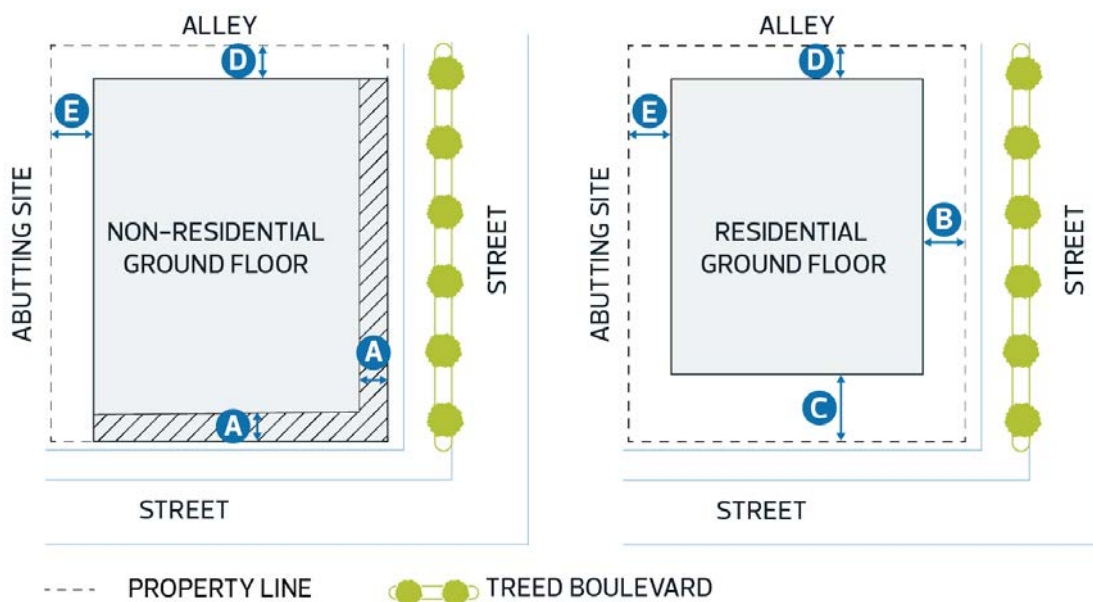 ALLEY
D
E
ABUTTING SITE
NON-RESIDENTIAL
GROUND FLOOR
STREET
A
A
STREET
ALLEY
D
E
ABUTTING SITE
RESIDENTIAL
GROUND FLOOR
B
STREET
C
STREET
PROPERTY LINE
TREED BOULEVARD